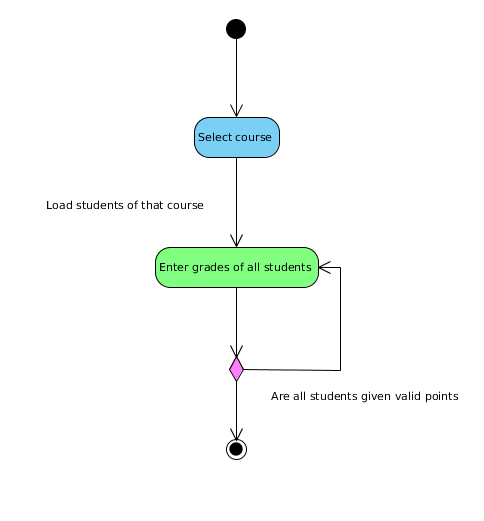 Select course
Load students of that course
Enter grades of all students
Are all students given valid points